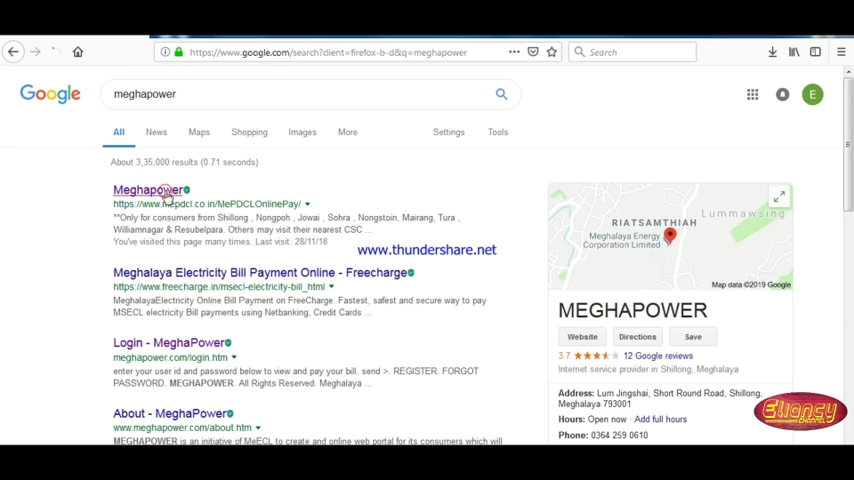 https://www.google.com/search?client=firefox-b-d&q=meghapower
Search
Google
meghapower
E
All News Maps Shopping Images More Settings Tools
About 3,35,000 results (0.71 seconds)
Meghapower
https://www.mepdcl.co.in/MePDCLOnlinePay/
**Only for consumers from Shillong , Nongpoh , Jowai , Sohra , Nongstoin , Mairang, Tura ,
Williamnagar & Resubelpara. Others may visit their nearest CSC ...
You've visited this page many times. Last visit: 28/11/18
www.thundershare.net
Meghalaya Electricity Bill Payment Online - Freecharge
https://www.freecharge.in/msecl-electricity-bill_html
MeghalayaElectricity Online Bill Payment on FreeCharge. Fastest, safest and secure way to pay
MSECL electricity Bill Payments using Netbanking, Credit Cards ...
Login - MeghaPower
meghapower.com/login.htm
enter your user id and password below to view and pay your bill. send >. REGISTER. FORGOT
PASSWORD. MEGHAPOWER. All Rights Reserved. Meghalaya ...
About - MeghaPower
www.meghapower.com/about.htm
MEGHAPOWER is an initiative of MeECL to create and online web portal for its consumers which will
RIATSAMTHIAH
Lummawsing
Meghalaya Energy
Corporation Limited
Map data ©2019 Google
MEGHAPOWER
Website Directions Save
3.7 12 Google reviews
Internet service provider in Shillong, Meghalaya
Address: Lum Jingshai, Short Round Road, Shillong,
Meghalaya 793001
Hours: Open now · Add full hours
Phone: 0364 259 0610
Eliancy
CHANNEL